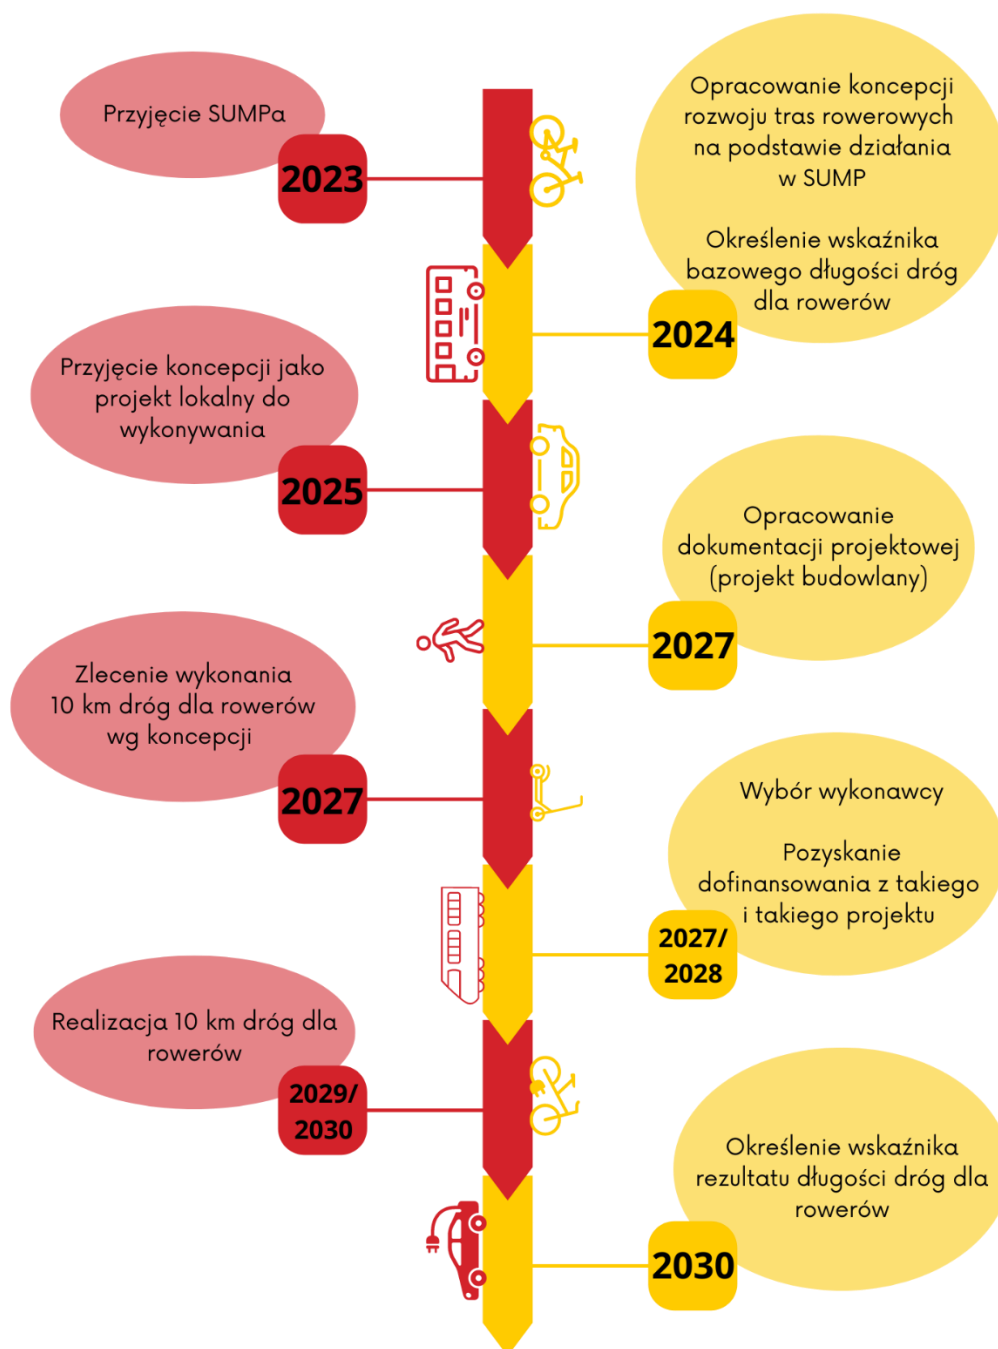 Przyjęcie SUMPa
2023
Opracowanie koncepcji
rozwoju tras rowerowych
na podstawie działania
w SUMP
Określenie wskaźnika
bazowego długości dróg
dla rowerów
2024
Przyjęcie koncepcji jako
projekt lokalny do
wykonywania
2025
Opracowanie
dokumentacji projektowej
(projekt budowlany)
2027
Zlecenie wykonania
10 km dróg dla rowerów
wg koncepcji
2027
Wybór wykonawcy
Pozyskanie
dofinansowania z takiego
i takiego projektu
2027/
2028
Realizacja 10 km dróg dla
rowerów
2029/
2030
Określenie wskaźnika
rezultatu długości dróg dla
rowerów
2030